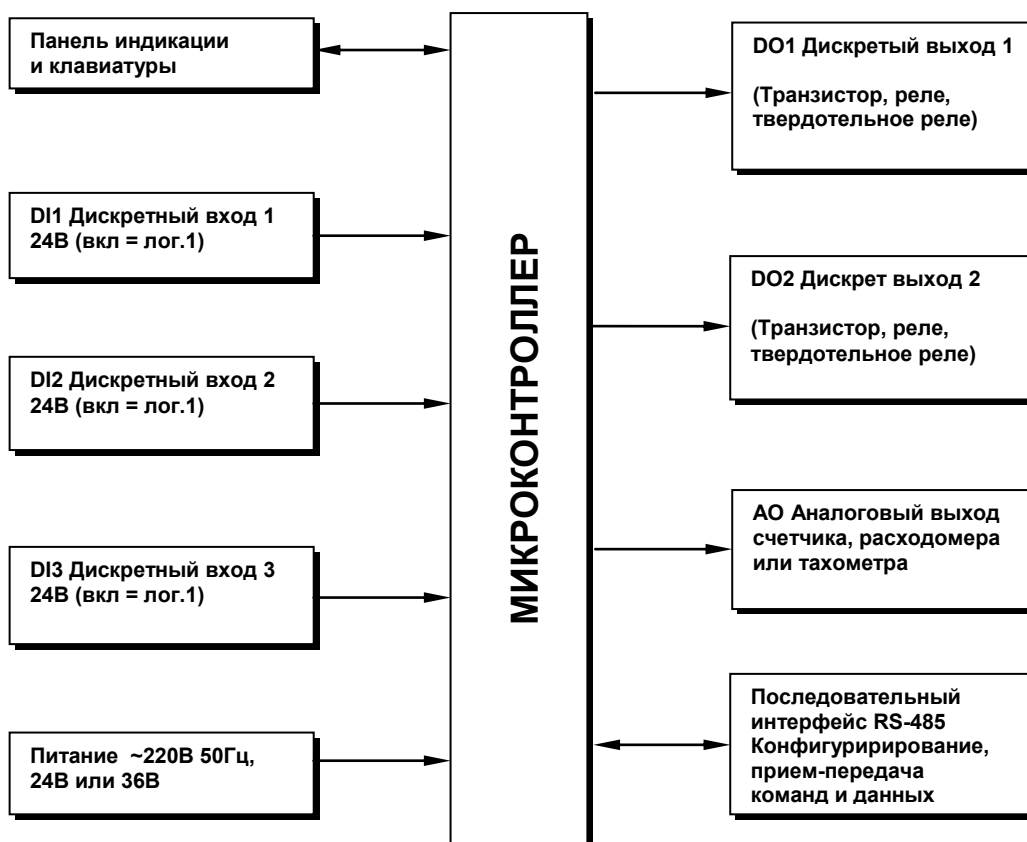 Панель индикации
и клавиатуры
DI1 Дискретный вход 1
24В (вкл = лог.1)
DI2 Дискретный вход 2
24В (вкл = лог.1)
DI3 Дискретный вход 3
24В (вкл = лог.1)
Питание ~220В 50Гц,
24В или 36В
МИКРОКОНТРОЛЛЕР
DO1 Дискретый выход 1
(Транзистор, реле,
твердотельное реле)
DO2 Дискрет выход 2
(Транзистор, реле,
твердотельное реле)
АО Аналоговый выход
счетчика, расходомера
или тахометра
Последовательный
интерфейс RS-485
Конфигуририрование,
прием-передача
команд и данных